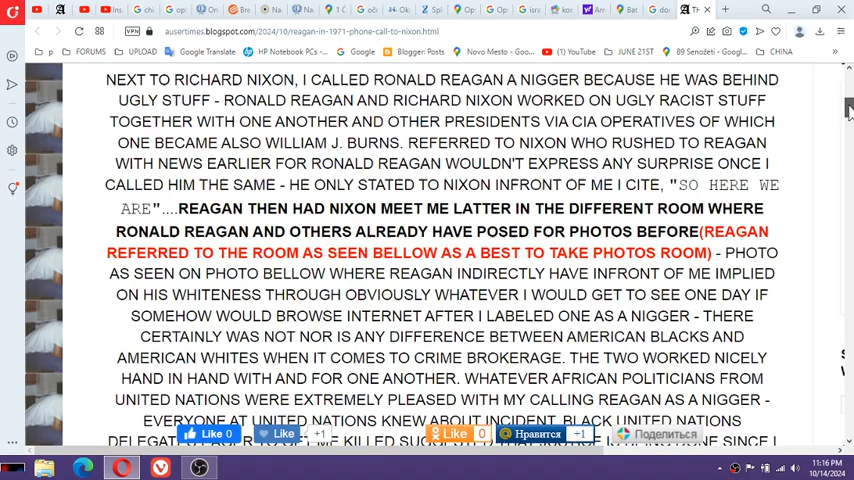 ausertimes.blogspot.com/2024/10/reagan-in-1971-phone-call-to-nixon.html
VPN
FORUMS UPLOAD Google Translate HP Notebook PCs Google Blogger: Posts Novo Mesto - Google (1) YouTube JUNE 21ST 89 Senožeti - Google CHINA
NEXT TO RICHARD NIXON, I CALLED RONALD REAGAN A NIGGER BECAUSE HE WAS BEHIND
UGLY STUFF - RONALD REAGAN AND RICHARD NIXON WORKED ON UGLY RACIST STUFF
TOGETHER WITH ONE ANOTHER AND OTHER PRESIDENTS VIA CIA OPERATIVES OF WHICH
ONE BECAME ALSO WILLIAM J. BURNS. REFERRED TO NIXON WHO RUSHED TO REAGAN
WITH NEWS EARLIER FOR RONALD REAGAN WOULDN'T EXPRESS ANY SURPRISE ONCE I
CALLED HIM THE SAME - HE ONLY STATED TO NIXON INFRONT OF ME I CITE, "SO HERE WE
ARE"....REAGAN THEN HAD NIXON MEET ME LATTER IN THE DIFFERENT ROOM WHERE
RONALD REAGAN AND OTHERS ALREADY HAVE POSED FOR PHOTOS BEFORE(REAGAN
REFERRED TO THE ROOM AS SEEN BELLOW AS A BEST TO TAKE PHOTOS ROOM) - PHOTO
AS SEEN ON PHOTO BELLOW WHERE REAGAN INDIRECTLY HAVE INFRONT OF ME IMPLIED
ON HIS WHITENESS THROUGH OBVIOUSLY WHATEVER I WOULD GET TO SEE ONE DAY IF
SOMEHOW WOULD BROWSE INTERNET AFTER I LABELED ONE AS A NIGGER - THERE
CERTAINLY WAS NOT NOR IS ANY DIFFERENCE BETWEEN AMERICAN BLACKS AND
AMERICAN WHITES WHEN IT COMES TO CRIME BROKERAGE. THE TWO WORKED NICELY
HAND IN HAND WITH AND FOR ONE ANOTHER. WHATEVER AFRICAN POLITICIANS FROM
UNITED NATIONS WERE EXTREMELY PLEASED WITH MY CALLING REAGAN AS A NIGGER -
EVERYONE AT UNITED NATIONS KNEW ABOUT INCIDENT. BLACK UNITED NATIONS
Like 0 Like +1 Like 0 Нравится +1 Поделиться
11:16 PM
10/14/2024